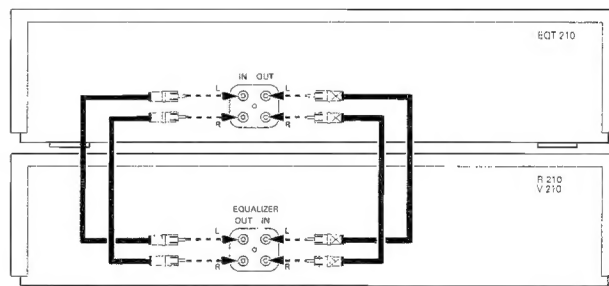 EQT 210
IN OUT
L L
R R
R 210
V 210
EQUALIZER
OUT IN
L L
R R